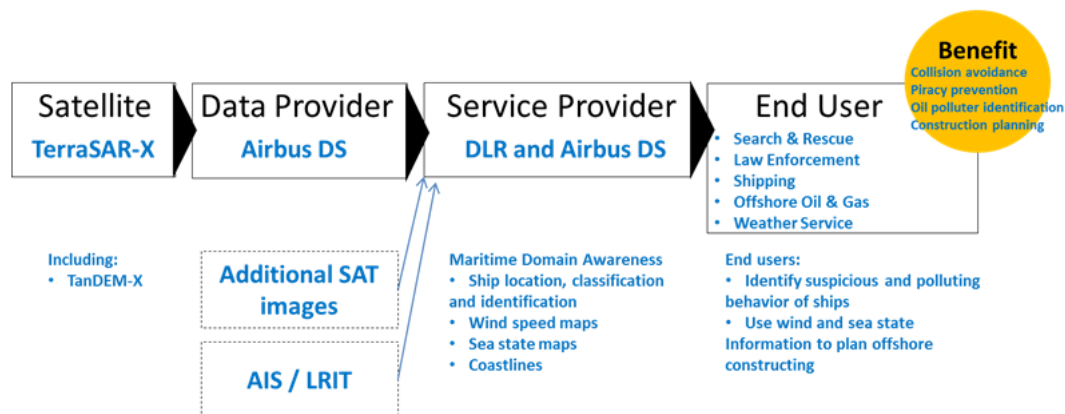 Satellite
TerraSAR-X
Data Provider
Airbus DS
Service Provider
DLR and Airbus DS
End User
• Search & Rescue
• Law Enforcement
• Shipping
• Offshore Oil & Gas
• Weather Service
Benefit
Collision avoidance
Piracy prevention
Oil polluter identification
Construction planning
Including:
• TanDEM-X
Additional SAT
images
AIS / LRIT
Maritime Domain Awareness
• Ship location, classification
and identification
• Wind speed maps
• Sea state maps
• Coastlines
End users:
• Identify suspicious and polluting
behavior of ships
• Use wind and sea state
Information to plan offshore
constructing